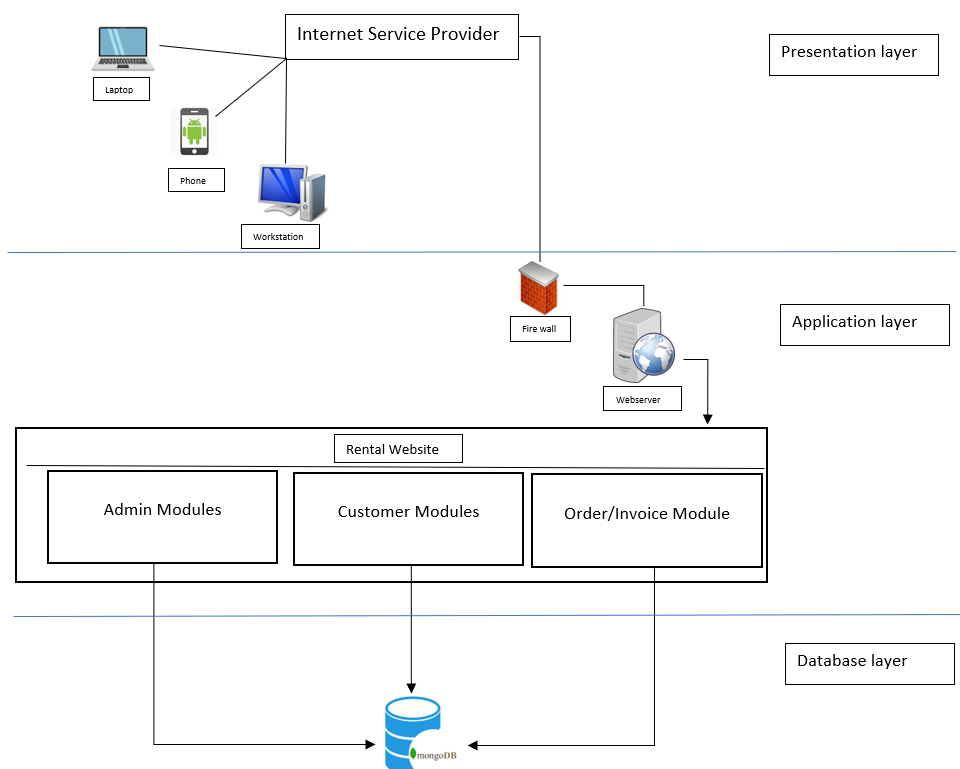 Internet Service Provider
Presentation layer
Laptop
Phone
Workstation
Fire wall
Application layer
Webserver
Rental Website
Admin Modules
Customer Modules
Order/Invoice Module
Database layer
mongoDB